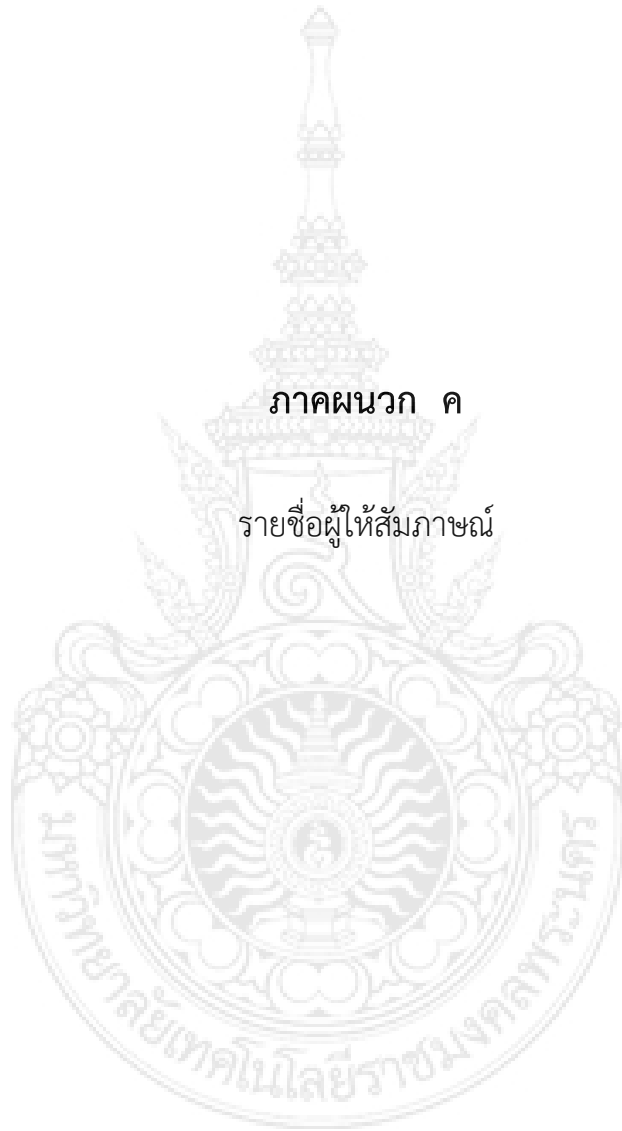 ภาคผนวก ค
รายชื่อผู้ให้สัมภาษณ์
มหาวิทยาลัยเทคโนโลยีราชมงคลพระนคร